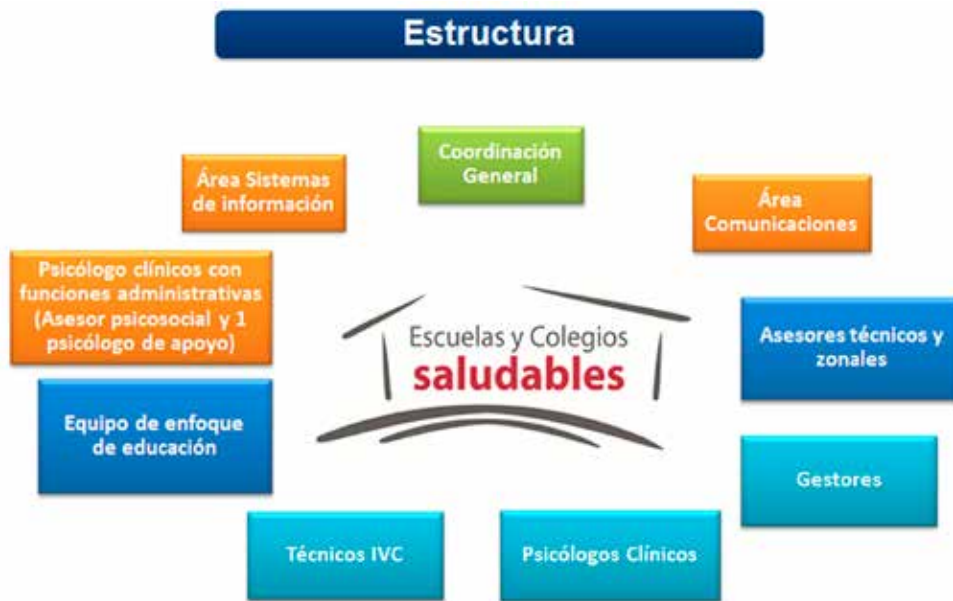 Estructura
Coordinación
General
Área Sistemas
de información
Área
Comunicaciones
Psicólogo clínicos con
funciones administrativas
(Asesor psicosocial y 1
psicólogo de apoyo)
Escuelas y Colegios
saludables
Asesores técnicos y
zonales
Equipo de enfoque
de educación
Gestores
Técnicos IVC
Psicólogos Clínicos